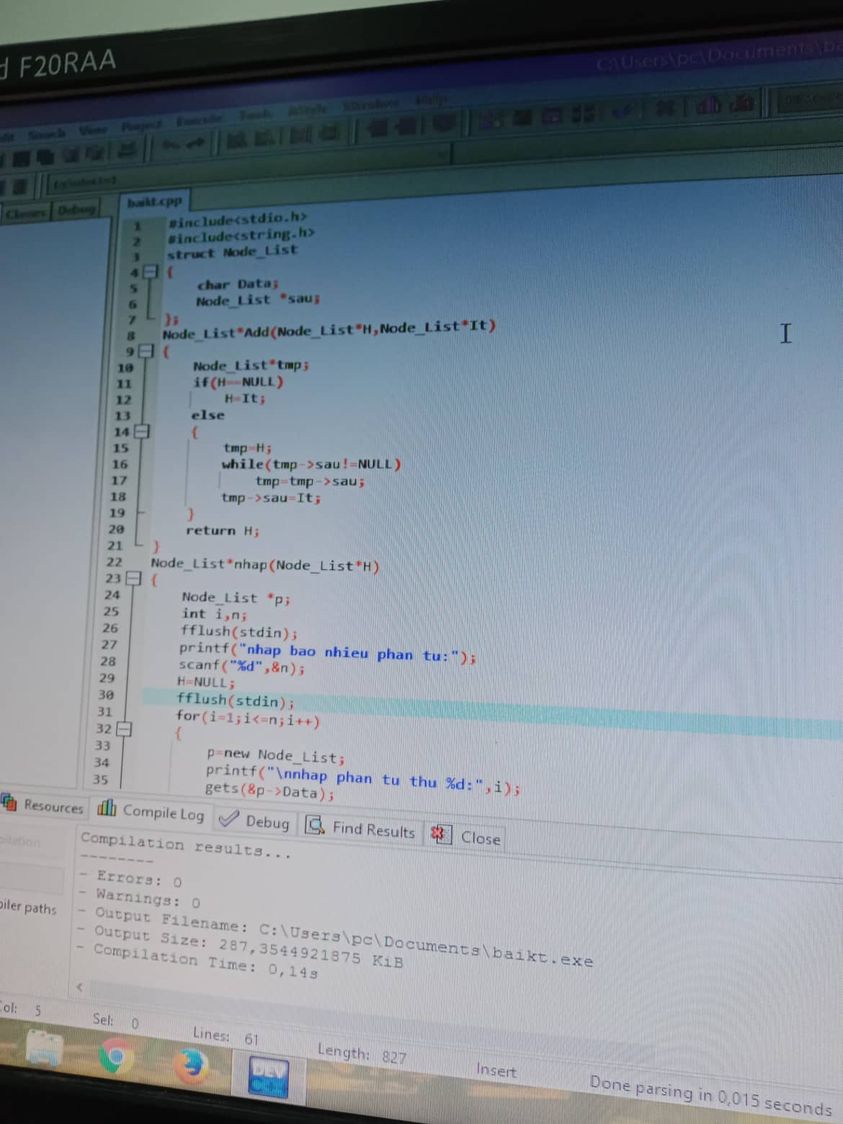 F20RAA
C:\Users\pc\Documents\ba
Search View Project Execute Tools AStyle Window Help
Classes Debug
baikt.cpp
1 #include<stdio.h>
2 #include<string.h>
3 struct Node_List
4 {
5 char Data;
6 Node_List *sau;
7 };
8 Node_List*Add(Node_List*H,Node_List*It)
9 {
10 Node_List*tmp;
11 if(H==NULL)
12 H=It;
13 else
14 {
15 tmp=H;
16 while(tmp->sau!=NULL)
17 tmp=tmp->sau;
18 tmp->sau=It;
19 }
20 return H;
21 }
22 Node_List*nhap(Node_List*H)
23 {
24 Node_List *p;
25 int i,n;
26 fflush(stdin);
27 printf("nhap bao nhieu phan tu:");
28 scanf("%d",&n);
29 H=NULL;
30 fflush(stdin);
31 for(i=1;i<=n;i++)
32 {
33 p=new Node_List;
34 printf("\nnhap phan tu thu %d:",i);
35 gets(&p->Data);
Resources Compile Log Debug Find Results Close
Compilation results...
--------
- Errors: 0
- Warnings: 0
- Output Filename: C:\Users\pc\Documents\baikt.exe
- Output Size: 287,3544921875 KiB
- Compilation Time: 0,14s
piler paths
Col: 5 Sel: 0 Lines: 61 Length: 827 Insert Done parsing in 0,015 seconds
DEV C++